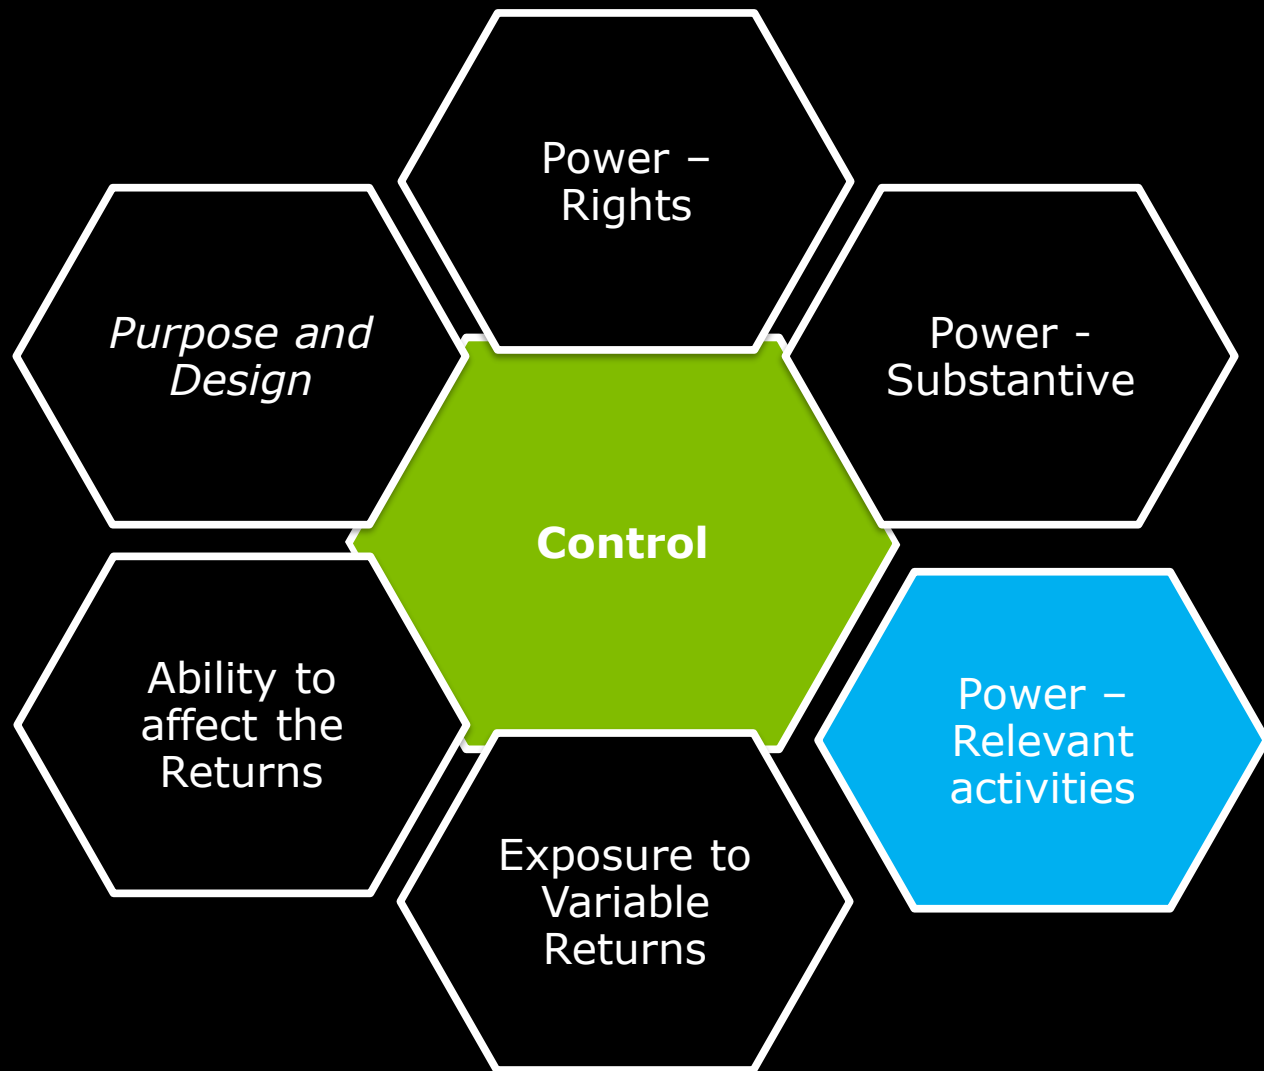 Power –
Rights
Purpose and
Design
Power -
Substantive
Control
Ability to
affect the
Returns
Power –
Relevant
activities
Exposure to
Variable
Returns